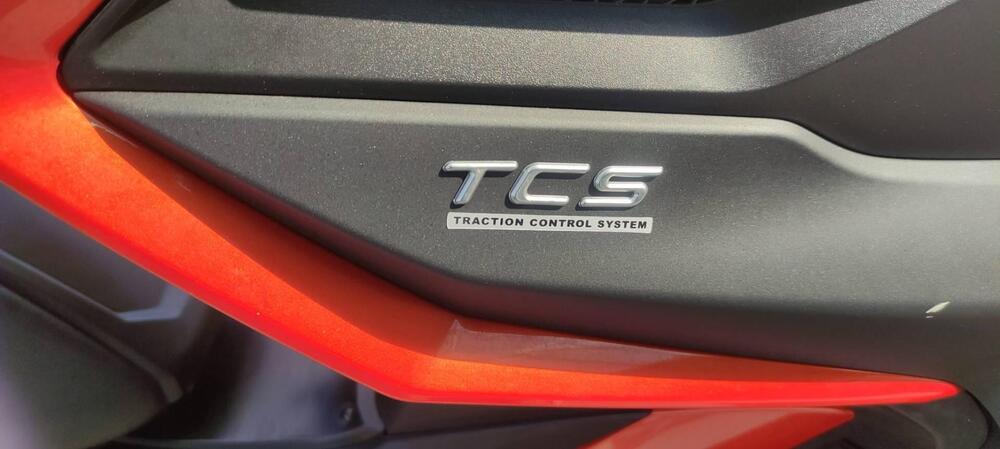 TCS
TRACTION CONTROL SYSTEM